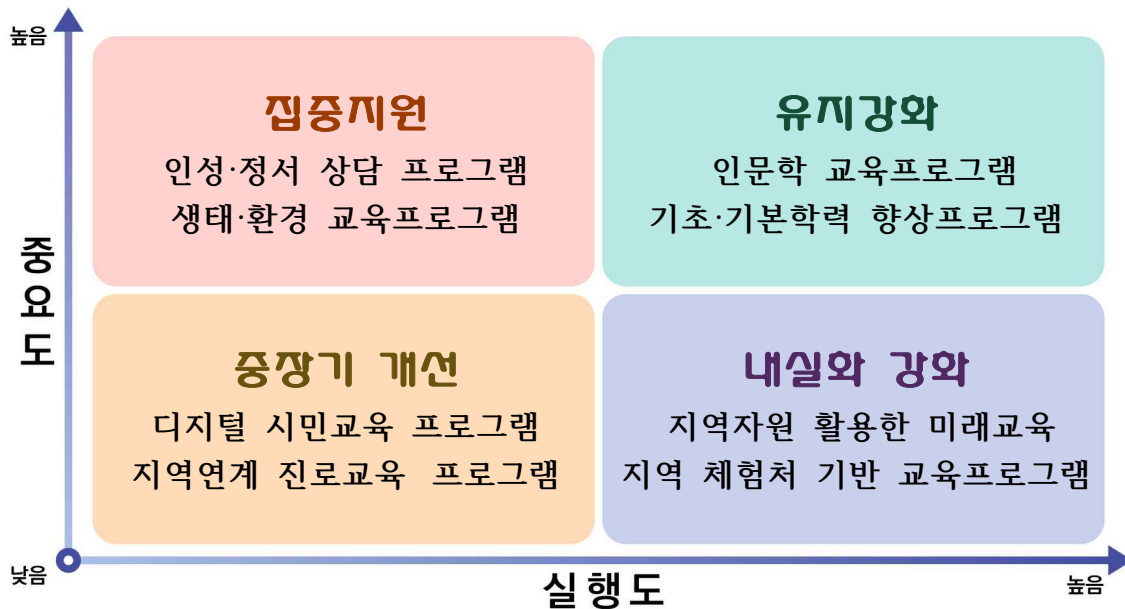 높음
집중지원
인성·정서 상담 프로그램
생태·환경 교육프로그램
유지강화
인문학 교육프로그램
기초·기본학력 향상프로그램
중요도
중장기 개선
디지털 시민교육 프로그램
지역연계 진로교육 프로그램
내실화 강화
지역자원 활용한 미래교육
지역 체험처 기반 교육프로그램
낮음
실행도
높음